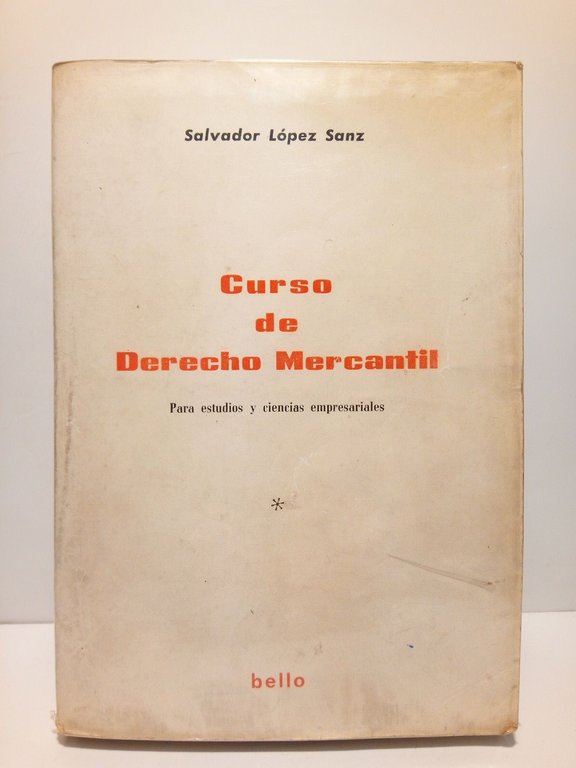 Salvador López Sanz
Curso
de
Derecho Mercantil
Para estudios y ciencias empresariales
*
bello